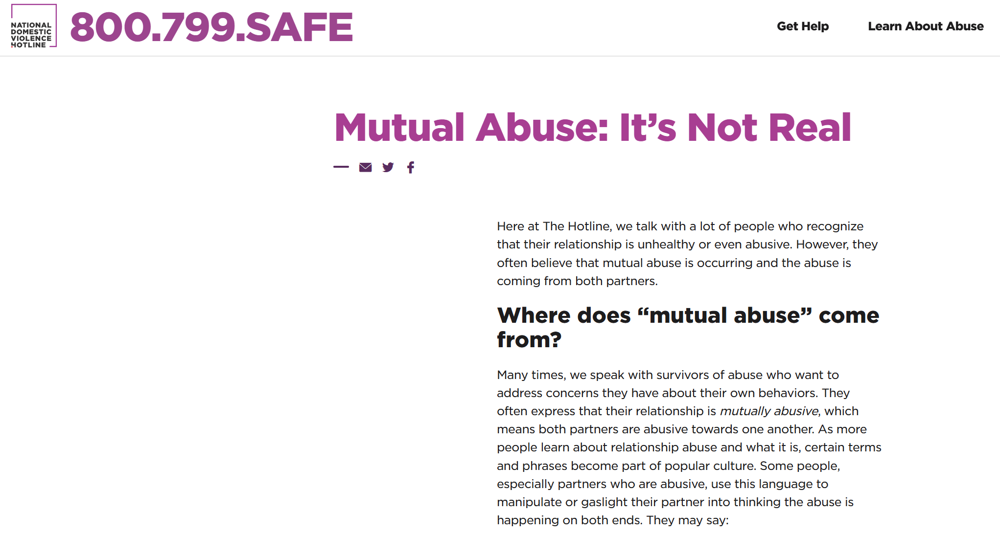 NATIONAL
DOMESTIC
VIOLENCE
HOTLINE
800.799.SAFE
Get Help
Learn About Abuse
Mutual Abuse: It’s Not Real
Here at The Hotline, we talk with a lot of people who recognize
that their relationship is unhealthy or even abusive. However, they
often believe that mutual abuse is occurring and the abuse is
coming from both partners.
Where does “mutual abuse” come
from?
Many times, we speak with survivors of abuse who want to
address concerns they have about their own behaviors. They
often express that their relationship is mutually abusive, which
means both partners are abusive towards one another. As more
people learn about relationship abuse and what it is, certain terms
and phrases become part of popular culture. Some people,
especially partners who are abusive, use this language to
manipulate or gaslight their partner into thinking the abuse is
happening on both ends. They may say: